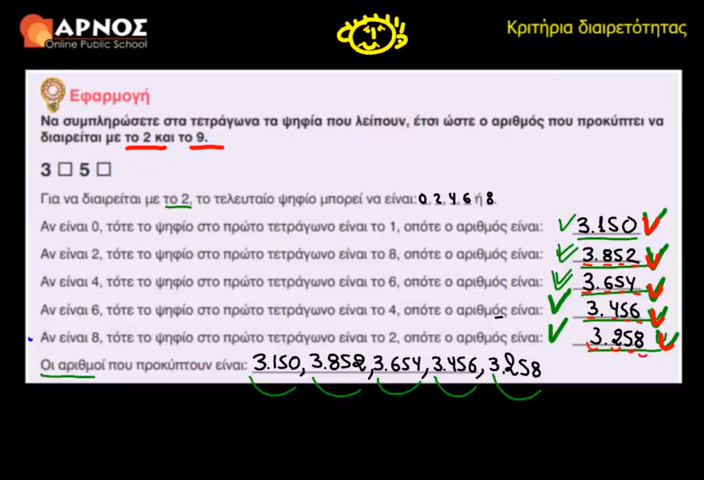 ΑΡΝΟΣ
Online Public School
Κριτήρια διαιρετότητας
Εφαρμογή
Να συμπληρώσετε στα τετράγωνα τα ψηφία που λείπουν, έτσι ώστε ο αριθμός που προκύπτει να
διαιρείται με το 2 και το 9.
3 □ 5 □
Για να διαιρείται με το 2, το τελευταίο ψηφίο μπορεί να είναι: 0, 2, 4, 6 ή 8
Αν είναι 0, τότε το ψηφίο στο πρώτο τετράγωνο είναι το 1, οπότε ο αριθμός είναι: 3.150
Αν είναι 2, τότε το ψηφίο στο πρώτο τετράγωνο είναι το 8, οπότε ο αριθμός είναι: 3.852
Αν είναι 4, τότε το ψηφίο στο πρώτο τετράγωνο είναι το 6, οπότε ο αριθμός είναι: 3.654
Αν είναι 6, τότε το ψηφίο στο πρώτο τετράγωνο είναι το 4, οπότε ο αριθμός είναι: 3.456
Αν είναι 8, τότε το ψηφίο στο πρώτο τετράγωνο είναι το 2, οπότε ο αριθμός είναι: 3.258
Οι αριθμοί που προκύπτουν είναι: 3.150, 3.852, 3.654, 3.456, 3.258